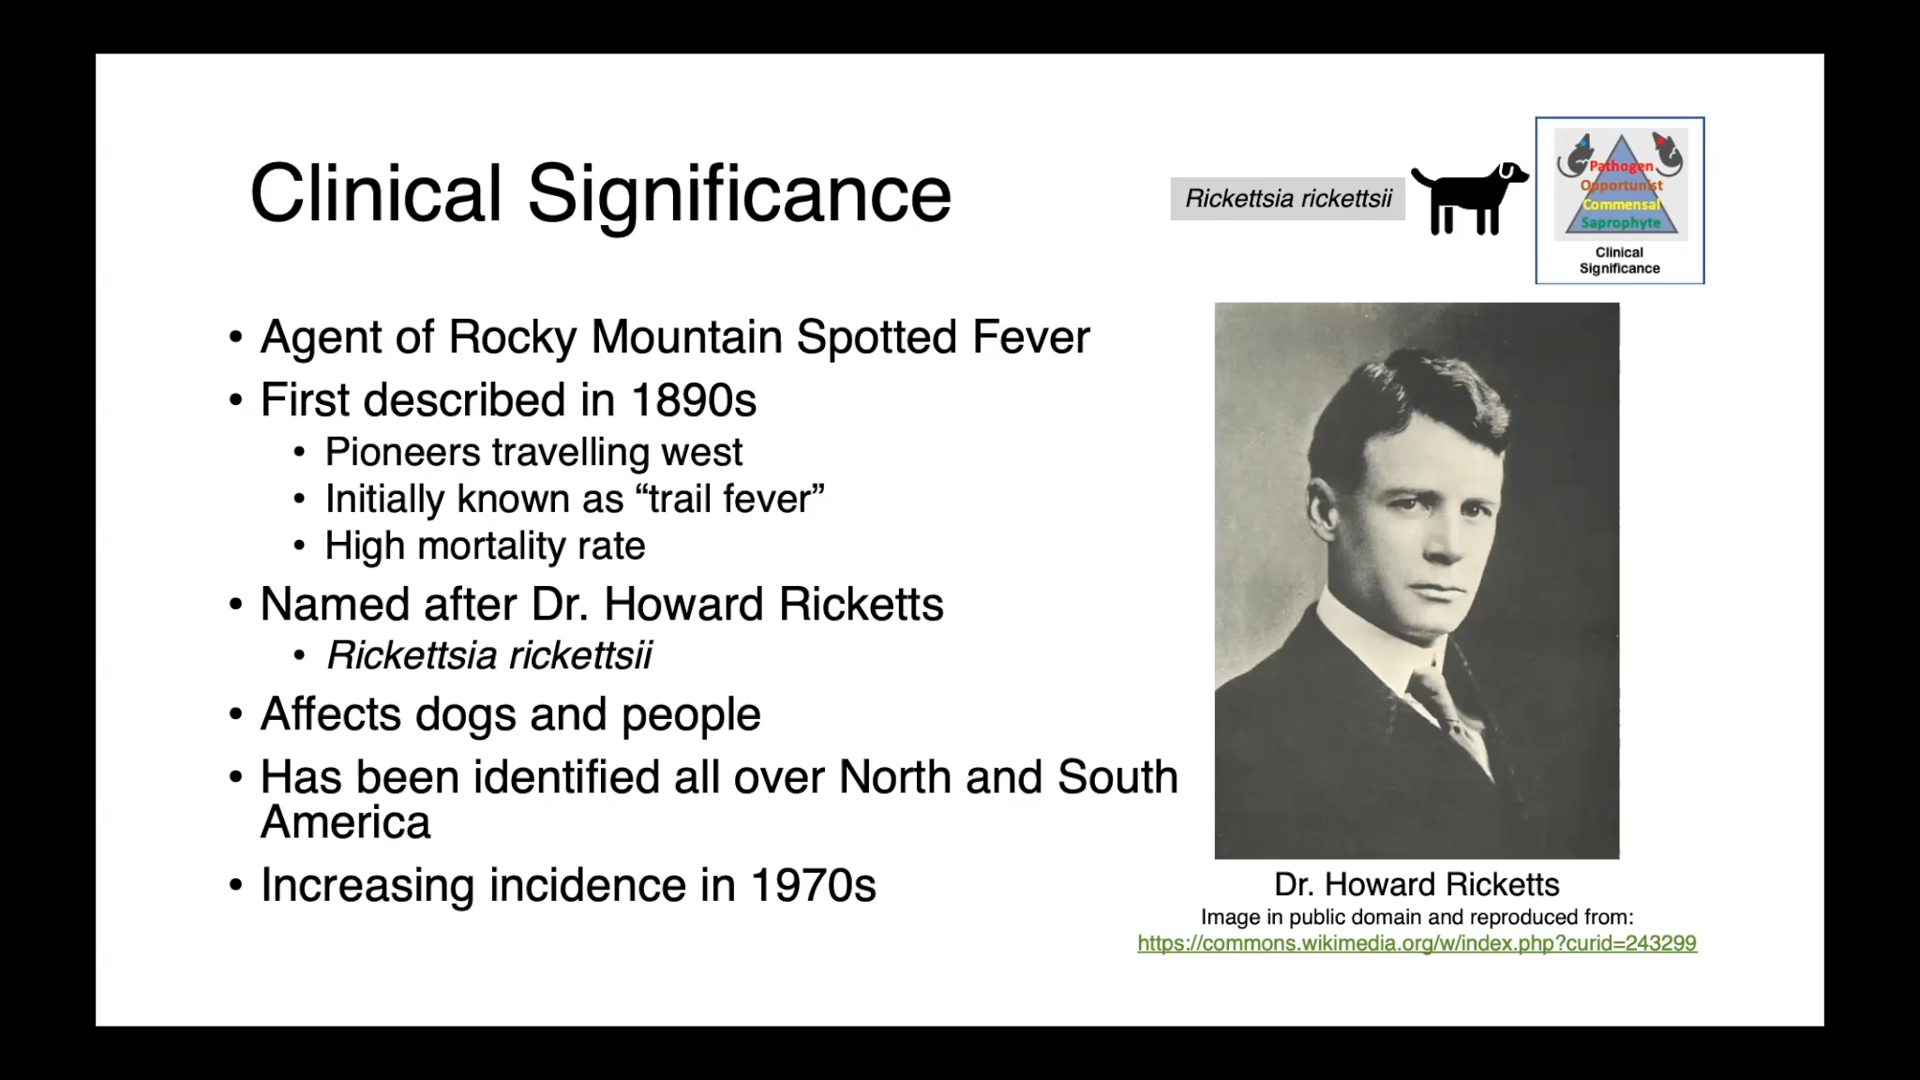 Clinical Significance
Rickettsia rickettsii
Pathogen
Opportunist
Commensal
Saprophyte
Clinical
Significance
• Agent of Rocky Mountain Spotted Fever
• First described in 1890s
• Pioneers travelling west
• Initially known as “trail fever”
• High mortality rate
• Named after Dr. Howard Ricketts
• Rickettsia rickettsii
• Affects dogs and people
• Has been identified all over North and South
America
• Increasing incidence in 1970s
Dr. Howard Ricketts
Image in public domain and reproduced from:
https://commons.wikimedia.org/w/index.php?curid=243299